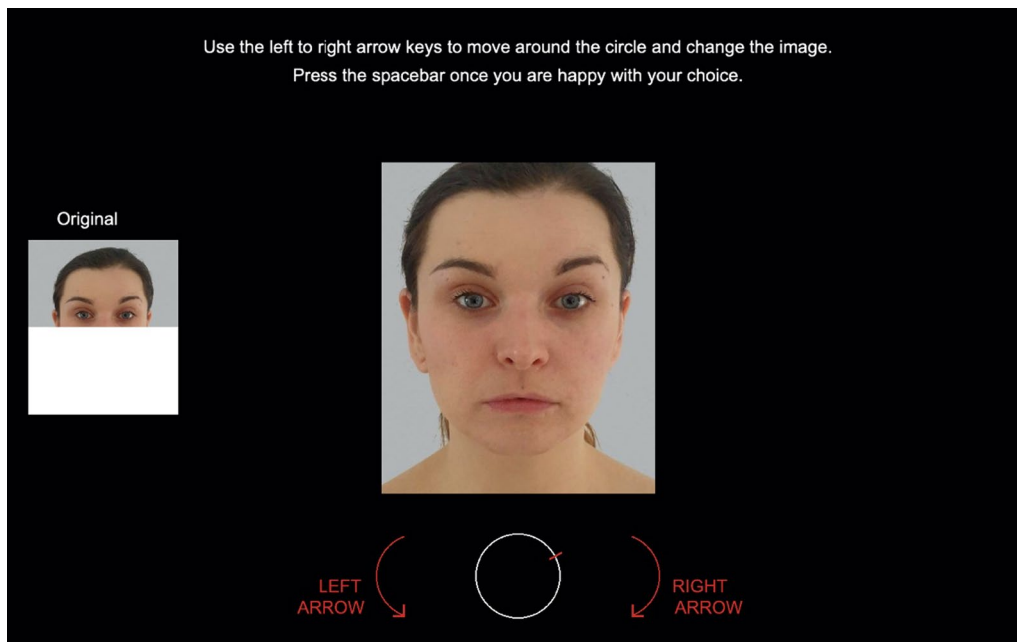 Use the left to right arrow keys to move around the circle and change the image.
Press the spacebar once you are happy with your choice.
Original
LEFT
ARROW
RIGHT
ARROW